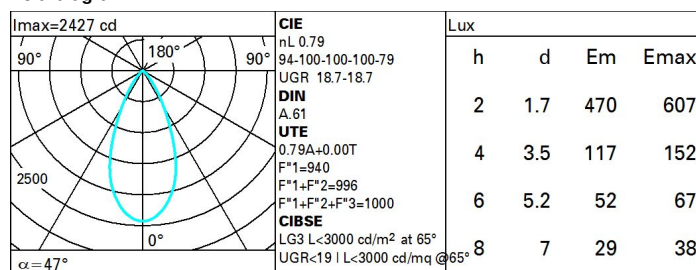 Imax=2427 cd
90° 180° 90°
2500
0°
α=47°
CIE
nL 0.79
94-100-100-100-79
UGR 18.7-18.7
DIN
A.61
UTE
0.79A+0.00T
F"1=940
F"1+F"2=996
F"1+F"2+F"3=1000
CIBSE
LG3 L<3000 cd/m² at 65°
UGR<19 | L<3000 cd/mq @65°
Lux
h d Em Emax
2 1.7 470 607
4 3.5 117 152
6 5.2 52 67
8 7 29 38